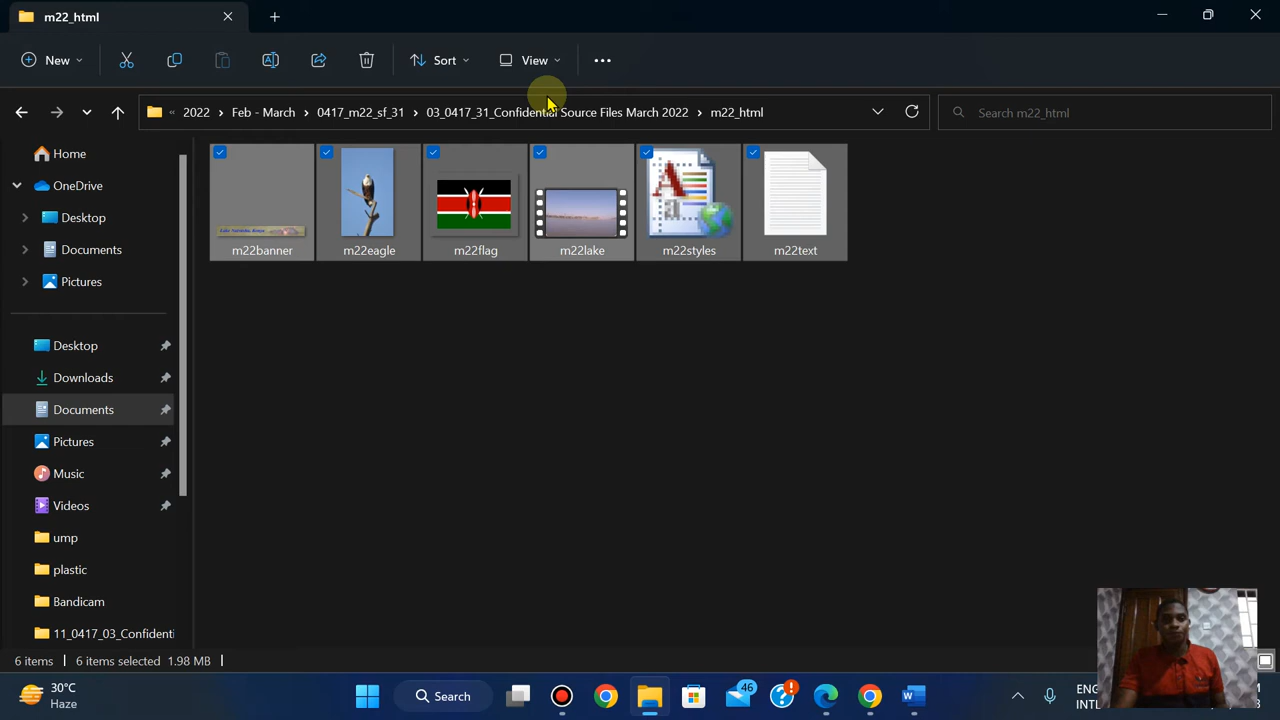 m22_html
New
Sort
View
« 2022 > Feb - March > 0417_m22_sf_31 > 03_0417_31_Confidential Source Files March 2022 > m22_html
Search m22_html
Home
OneDrive
Desktop
Documents
Pictures
Desktop
Downloads
Documents
Pictures
Music
Videos
ump
plastic
Bandicam
11_0417_03_Confidenti
m22banner
m22eagle
m22flag
m22lake
m22styles
m22text
6 items
6 items selected 1.98 MB
30°C
Haze
Search
46
ENG
INTL